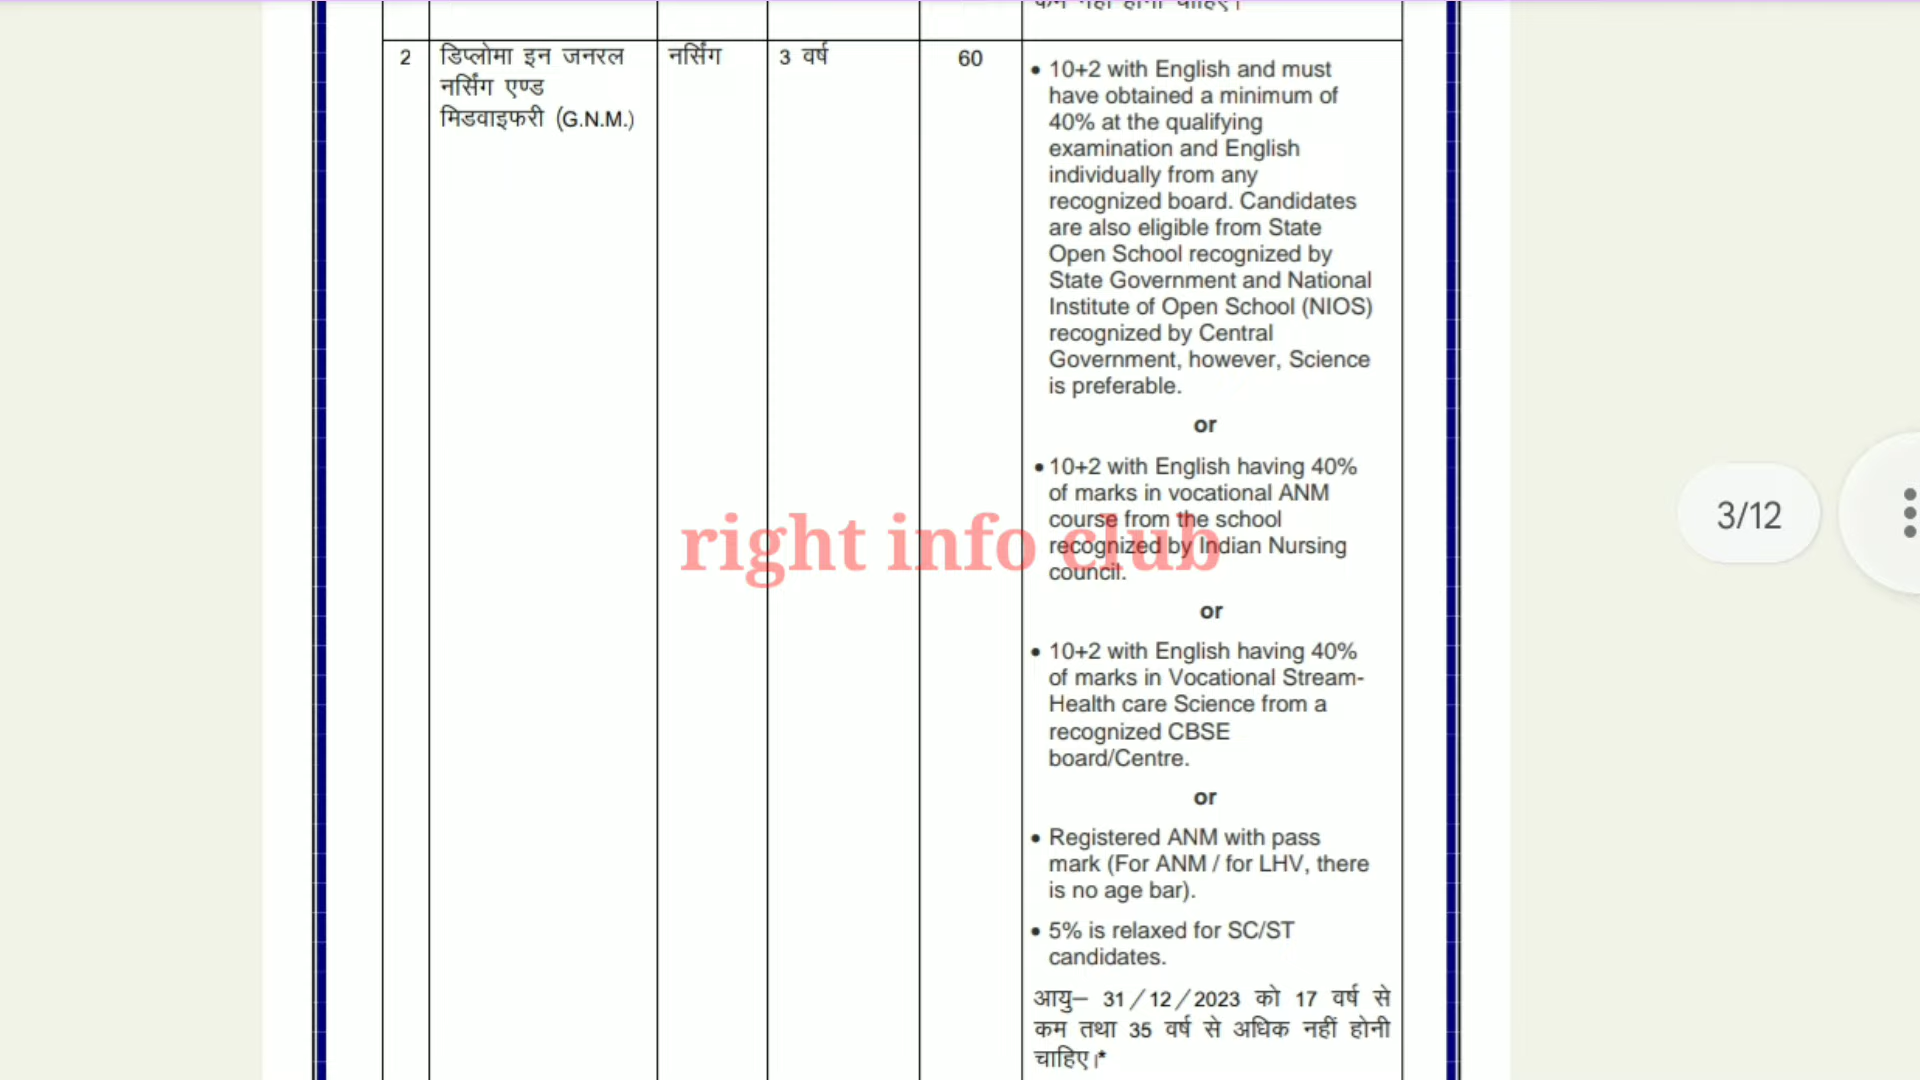 कम नहीं होनी चाहिए।
2 डिप्लोमा इन जनरल नर्सिंग 3 वर्ष 60
नर्सिंग एण्ड
मिडवाइफरी (G.N.M.)
• 10+2 with English and must
have obtained a minimum of
40% at the qualifying
examination and English
individually from any
recognized board. Candidates
are also eligible from State
Open School recognized by
State Government and National
Institute of Open School (NIOS)
recognized by Central
Government, however, Science
is preferable.
or
• 10+2 with English having 40%
of marks in vocational ANM
course from the school
recognized by Indian Nursing
council.
or
• 10+2 with English having 40%
of marks in Vocational Stream-
Health care Science from a
recognized CBSE
board/Centre.
or
• Registered ANM with pass
mark (For ANM / for LHV, there
is no age bar).
• 5% is relaxed for SC/ST
candidates.
आयु– 31/12/2023 को 17 वर्ष से
कम तथा 35 वर्ष से अधिक नहीं होनी
चाहिए।*
right info club
3/12